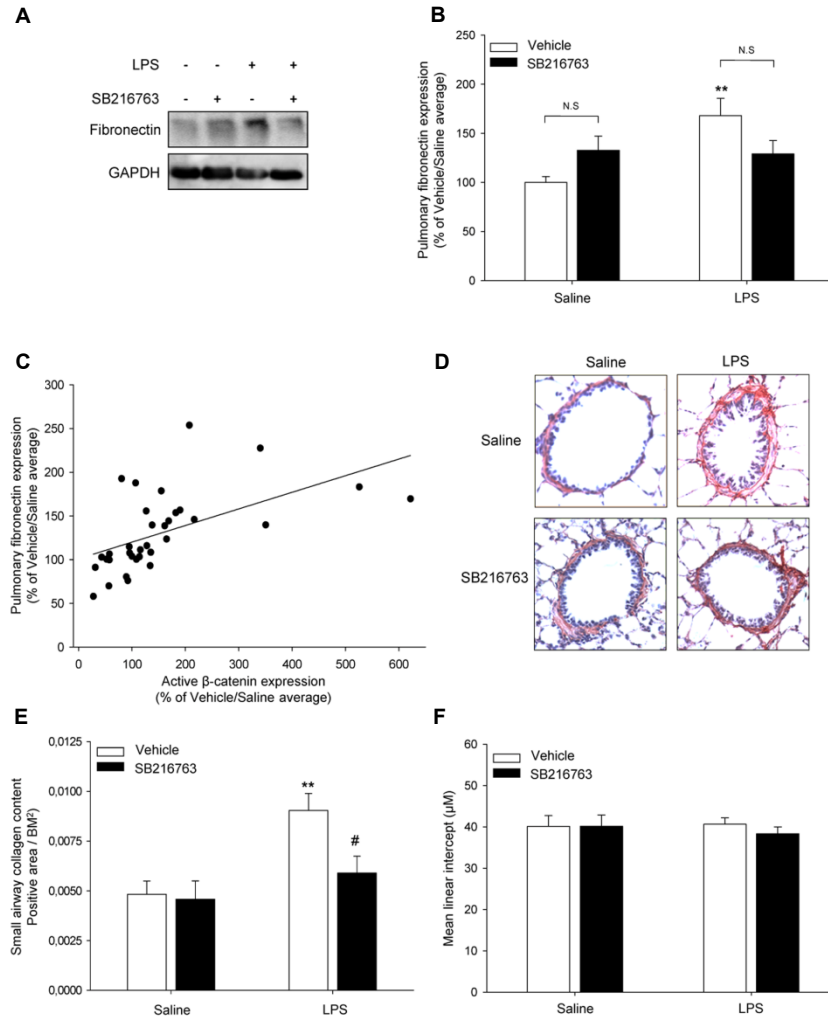 A
LPS - - + +
SB216763 - + - +
Fibronectin
GAPDH
B
Pulmonary fibronectin expression
(% of Vehicle/Saline average)
250
200
150
100
50
0
Vehicle
SB216763
N.S
**
N.S
Saline LPS
C
Pulmonary fibronectin expression
(% of Vehicle/Saline average)
300
250
200
150
100
50
0
0 100 200 300 400 500 600
Active β-catenin expression
(% of Vehicle/Saline average)
D
Saline LPS
Saline
SB216763
E
Small airway collagen content
Positive area / BM²
0,0125
0,0100
0,0075
0,0050
0,0025
0,0000
Vehicle
SB216763
**
#
Saline LPS
F
Mean linear intercept (µM)
60
50
40
30
20
10
0
Vehicle
SB216763
Saline LPS